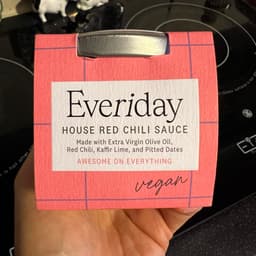 Everiday
HOUSE RED CHILI SAUCE
Made with Extra Virgin Olive Oil,
Red Chili, Kaffir Lime, and Pitted Dates
AWESOME ON EVERYTHING
vegan